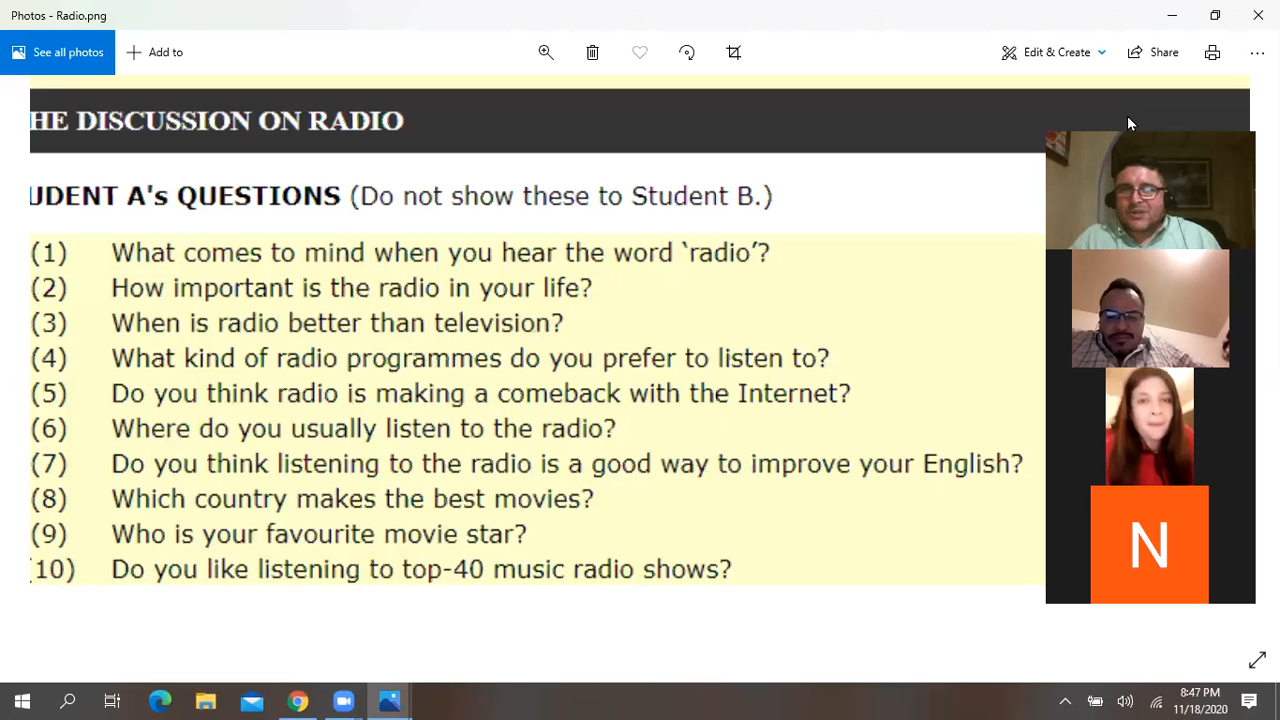 Photos - Radio.png
See all photos
Add to
Edit & Create
Share
HE DISCUSSION ON RADIO
UDENT A's QUESTIONS (Do not show these to Student B.)
(1) What comes to mind when you hear the word ‘radio’?
(2) How important is the radio in your life?
(3) When is radio better than television?
(4) What kind of radio programmes do you prefer to listen to?
(5) Do you think radio is making a comeback with the Internet?
(6) Where do you usually listen to the radio?
(7) Do you think listening to the radio is a good way to improve your English?
(8) Which country makes the best movies?
(9) Who is your favourite movie star?
10) Do you like listening to top-40 music radio shows?
N
8:47 PM
11/18/2020